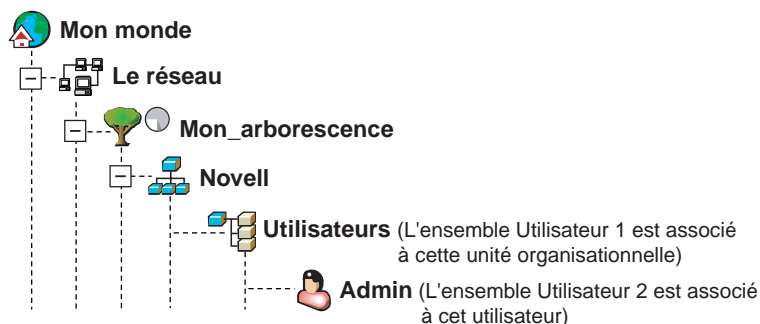 Mon monde
Le réseau
Mon_arborescence
Novell
Utilisateurs (L'ensemble Utilisateur 1 est associé
à cette unité organisationnelle)
Admin (L'ensemble Utilisateur 2 est associé
à cet utilisateur)